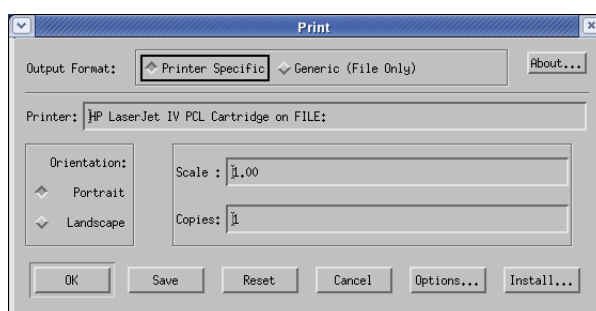 Print
Output Format: Printer Specific Generic (File Only) About...
Printer: HP LaserJet IV PCL Cartridge on FILE:
Orientation:
Portrait
Landscape
Scale : 1.00
Copies: 1
OK Save Reset Cancel Options... Install...